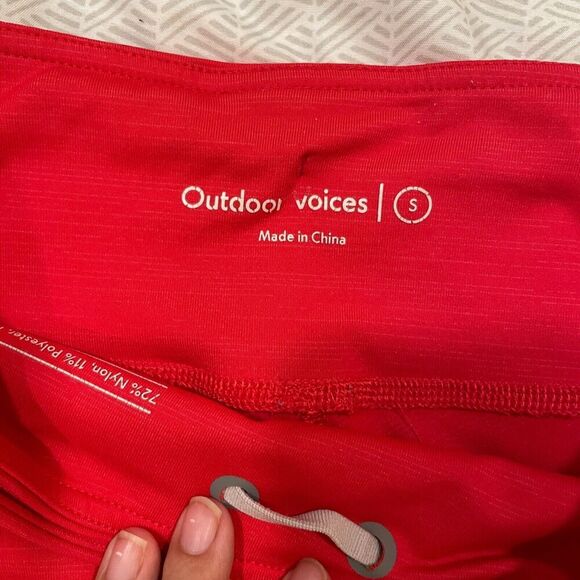 Outdoor Voices | S
Made in China
72% Nylon, 11% Polyester,